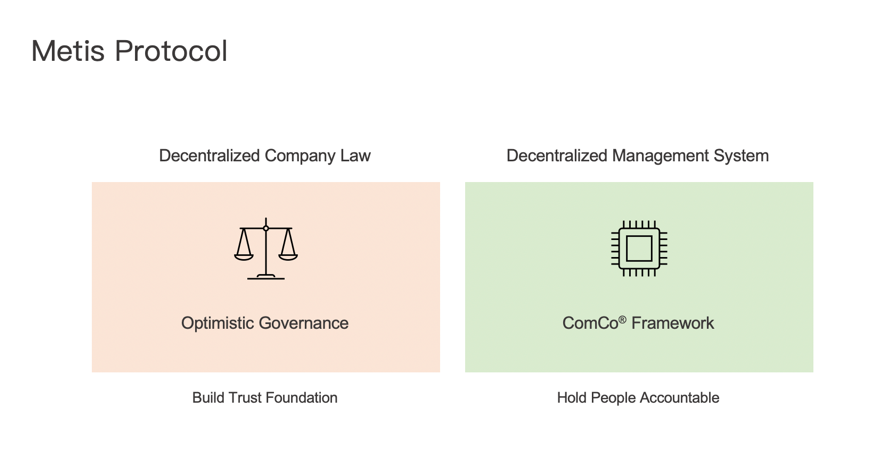 Metis Protocol
Decentralized Company Law
Decentralized Management System
Optimistic Governance
ComCo® Framework
Build Trust Foundation
Hold People Accountable